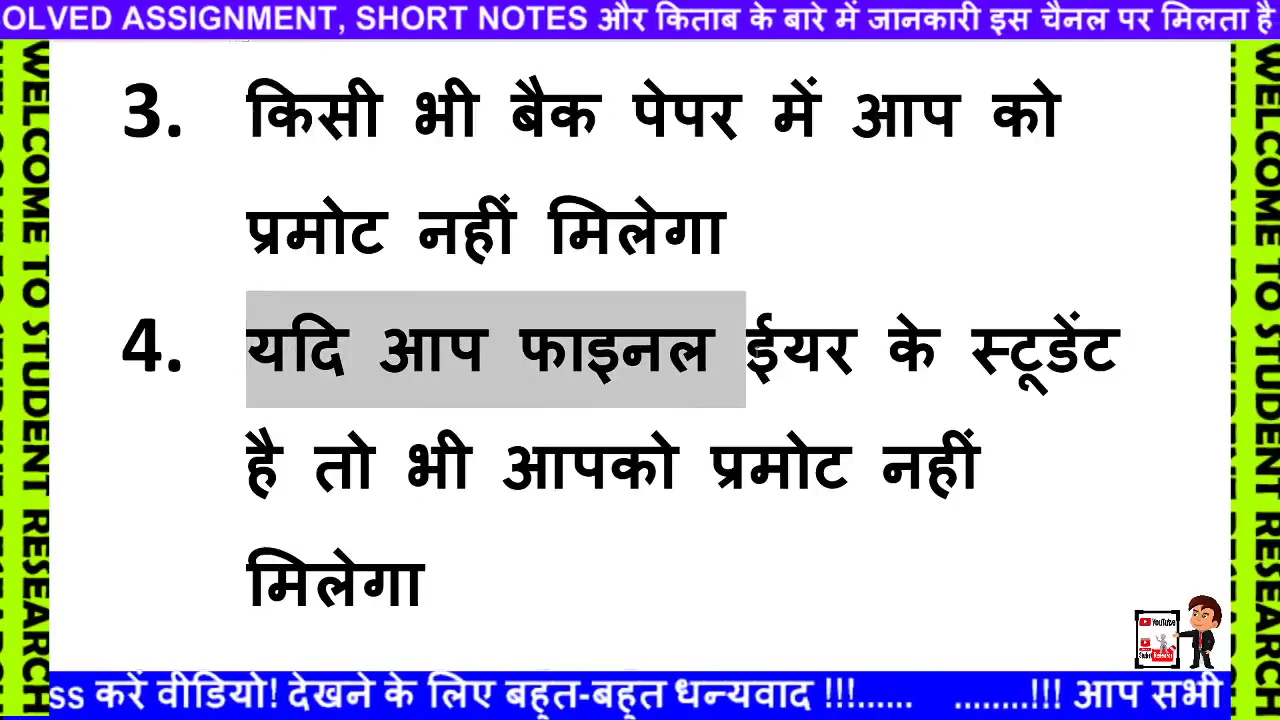 OLVED ASSIGNMENT, SHORT NOTES और किताब के बारे में जानकारी इस चैनल पर मिलता है
3. किसी भी बैक पेपर में आप को
प्रमोट नहीं मिलेगा
4. यदि आप फाइनल ईयर के स्टूडेंट
है तो भी आपको प्रमोट नहीं
मिलेगा
WELCOME TO STUDENT RESEARCH
WELCOME TO STUDENT RESEARCH
YouTube
ss करें वीडियो! देखने के लिए बहुत-बहुत धन्यवाद !!!...... ........!!! आप सभी